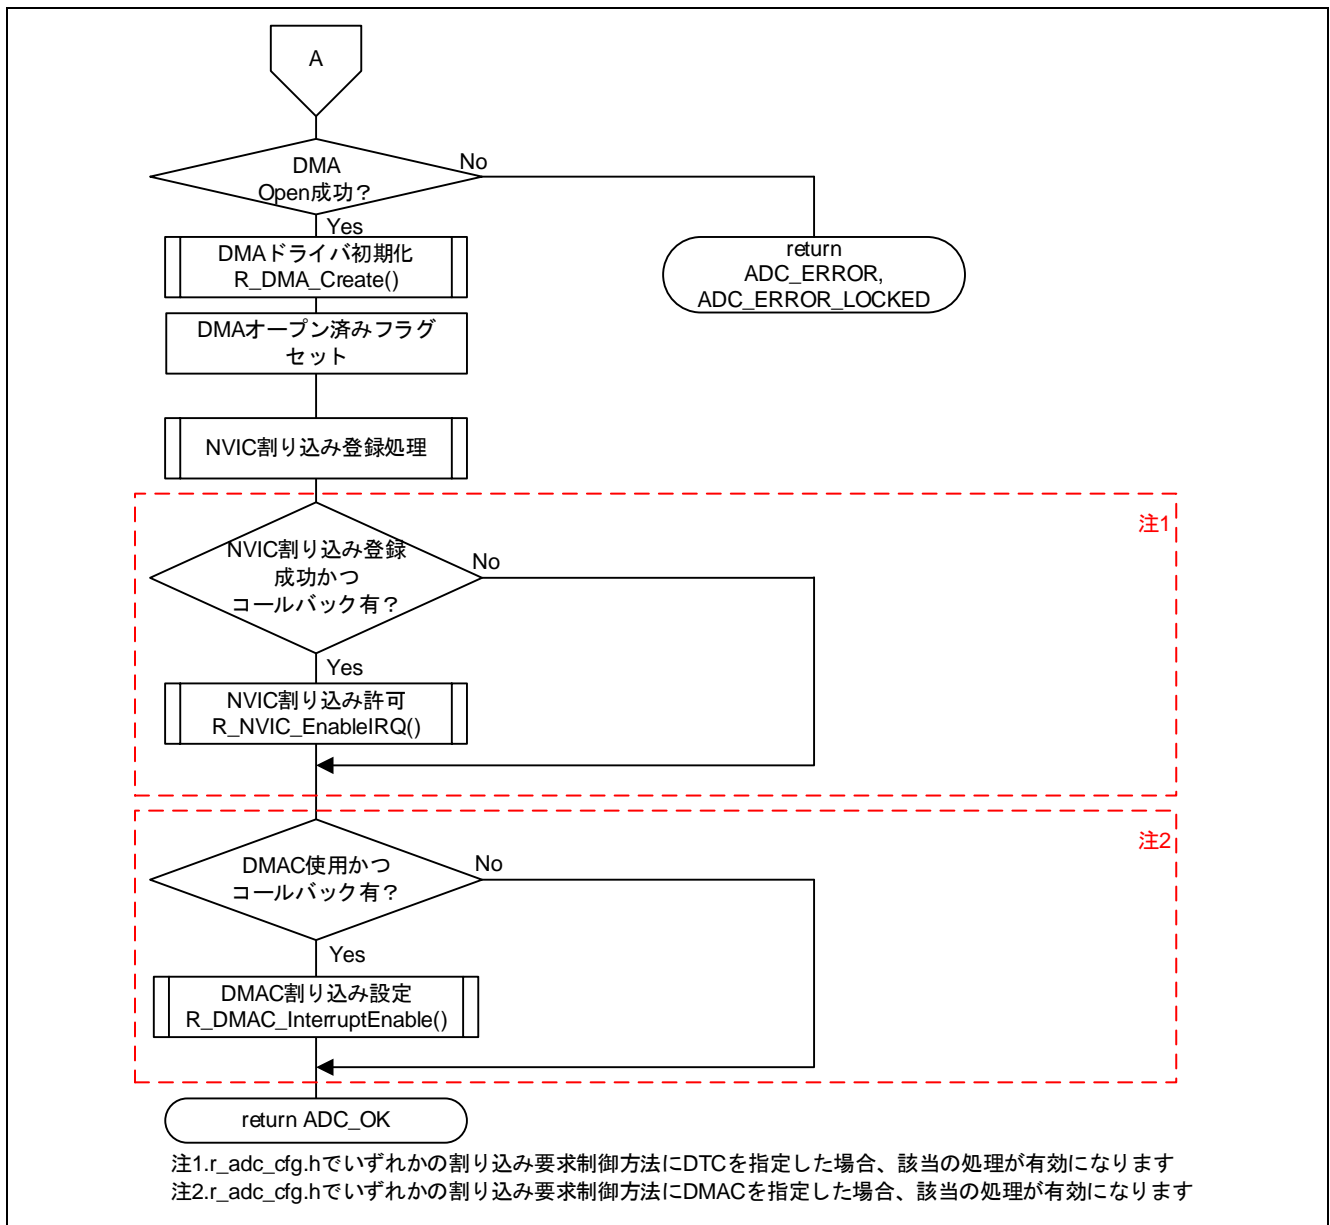 A
DMA
Open成功？
No
Yes
DMAドライバ初期化
R_DMA_Create()
return
ADC_ERROR,
ADC_ERROR_LOCKED
DMAオープン済みフラグ
セット
NVIC割り込み登録処理
注1
NVIC割り込み登録
成功かつ
コールバック有？
No
Yes
NVIC割り込み許可
R_NVIC_EnableIRQ()
注2
DMAC使用かつ
コールバック有？
No
Yes
DMAC割り込み設定
R_DMAC_InterruptEnable()
return ADC_OK
注1.r_adc_cfg.hでいずれかの割り込み要求制御方法にDTCを指定した場合、該当の処理が有効になります
注2.r_adc_cfg.hでいずれかの割り込み要求制御方法にDMACを指定した場合、該当の処理が有効になります